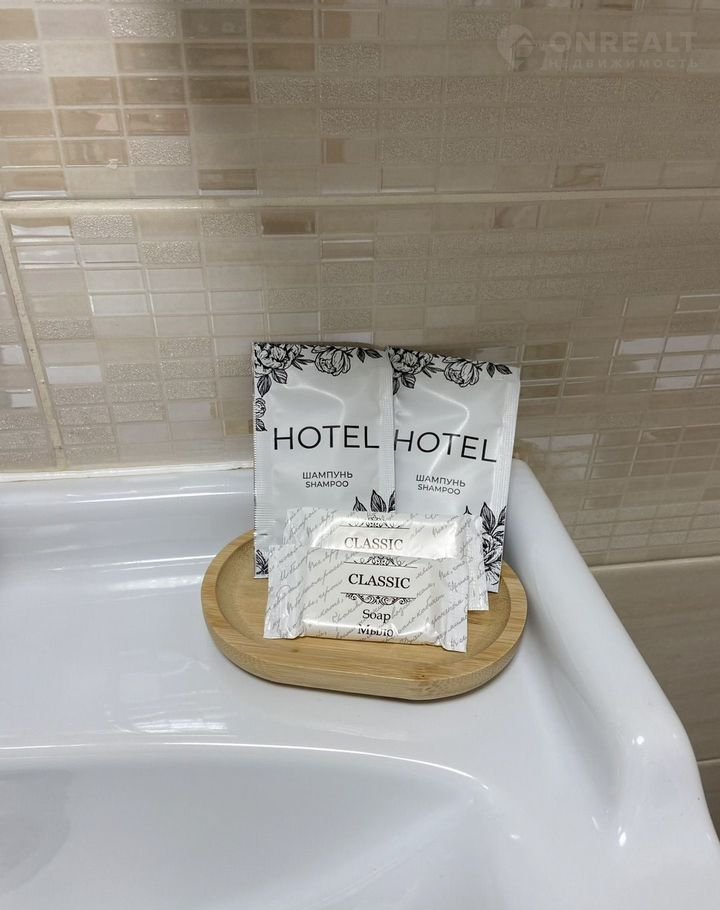 ONREALT
НЕДВИЖИМОСТЬ
HOTEL
ШАМПУНЬ
SHAMPOO
HOTEL
ШАМПУНЬ
SHAMPOO
CLASSIC
CLASSIC
Soap
Мыло